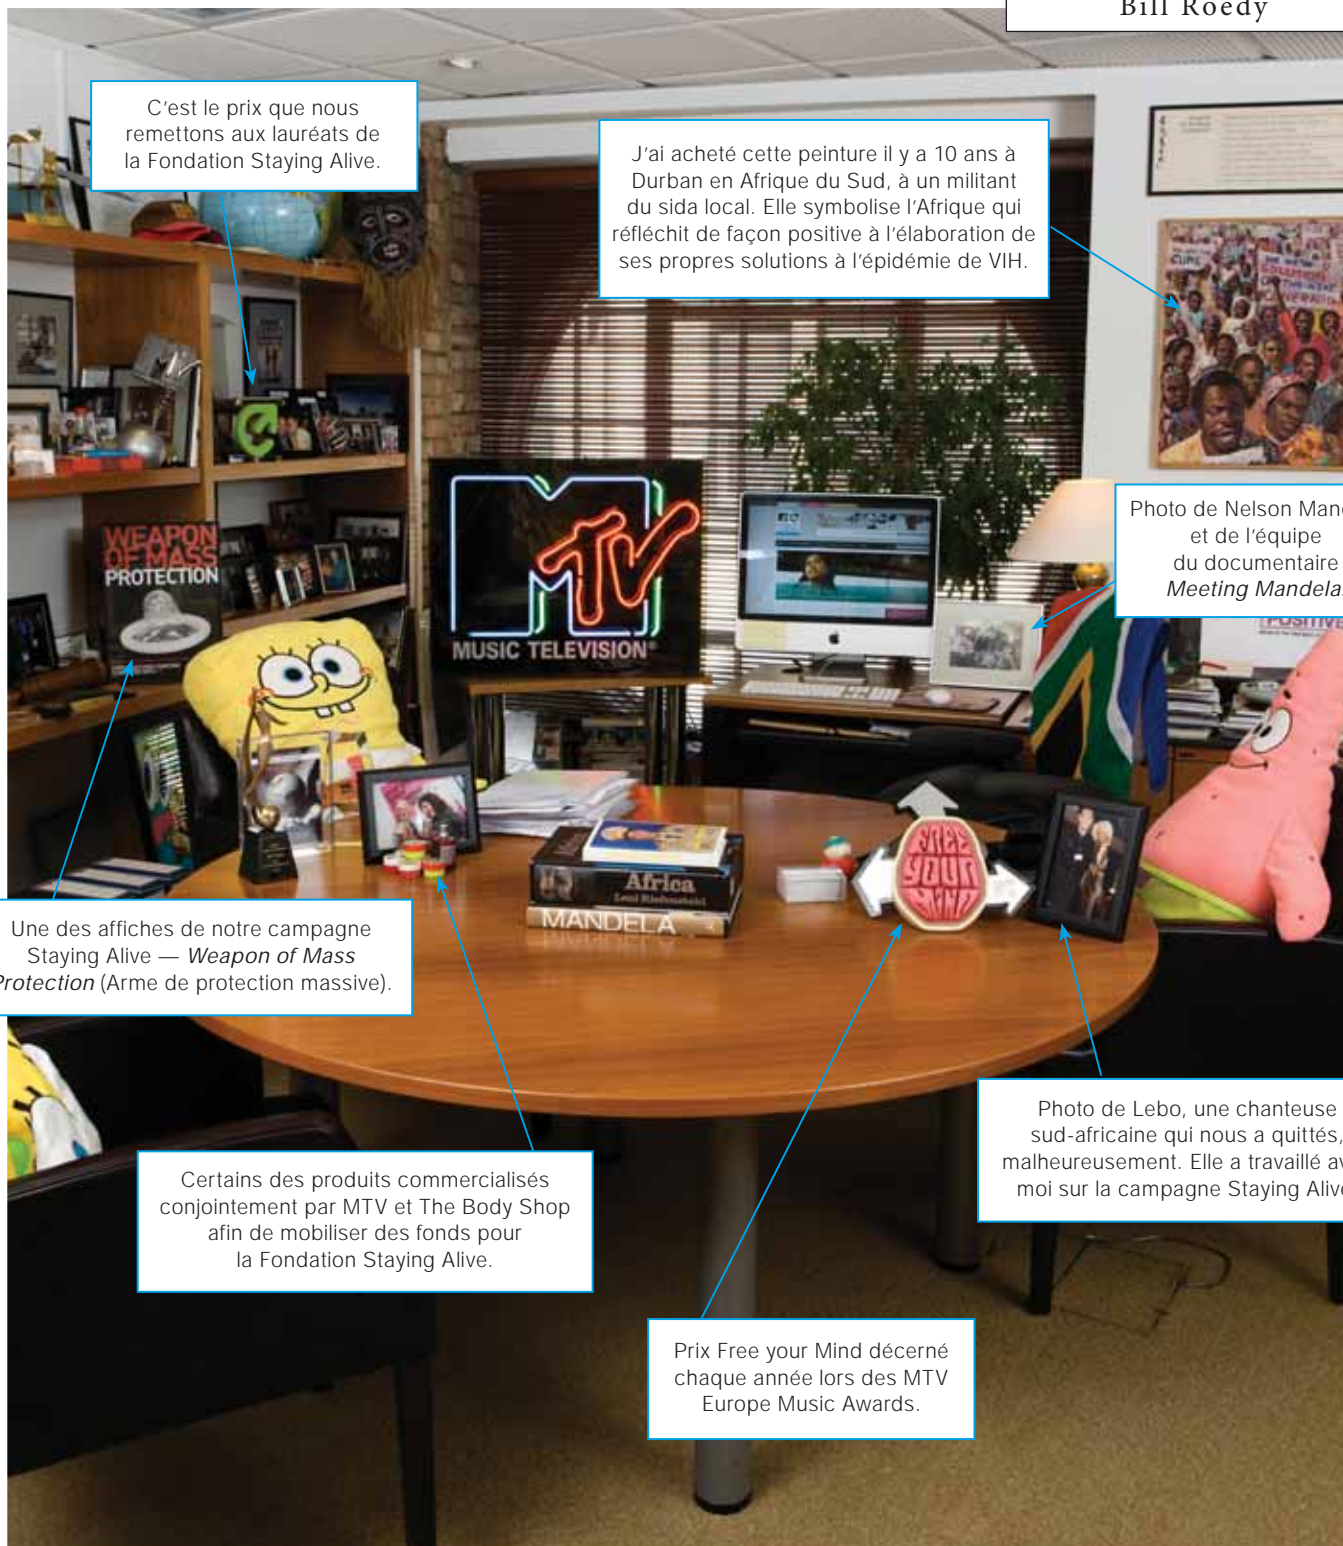 Bill Roedy
C'est le prix que nous
remettons aux lauréats de
la Fondation Staying Alive.
J'ai acheté cette peinture il y a 10 ans à
Durban en Afrique du Sud, à un militant
du sida local. Elle symbolise l'Afrique qui
réfléchit de façon positive à l'élaboration de
ses propres solutions à l'épidémie de VIH.
Photo de Nelson Man
et de l'équipe
du documentaire
Meeting Mandela.
WEAPON
OF MASS
PROTECTION
MTV
MUSIC TELEVISION
POSITIVE
Africa
Leni Riefenstahl
MANDELA
FREE
YOUR
MIND
Une des affiches de notre campagne
Staying Alive — Weapon of Mass
Protection (Arme de protection massive).
Photo de Lebo, une chanteuse
sud-africaine qui nous a quittés,
malheureusement. Elle a travaillé av
moi sur la campagne Staying Alive
Certains des produits commercialisés
conjointement par MTV et The Body Shop
afin de mobiliser des fonds pour
la Fondation Staying Alive.
Prix Free your Mind décerné
chaque année lors des MTV
Europe Music Awards.